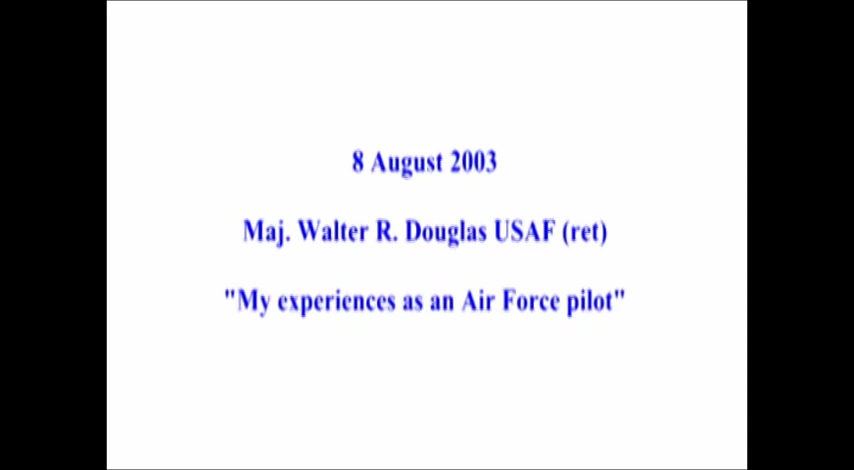 8 August 2003
Maj. Walter R. Douglas USAF (ret)
"My experiences as an Air Force pilot"